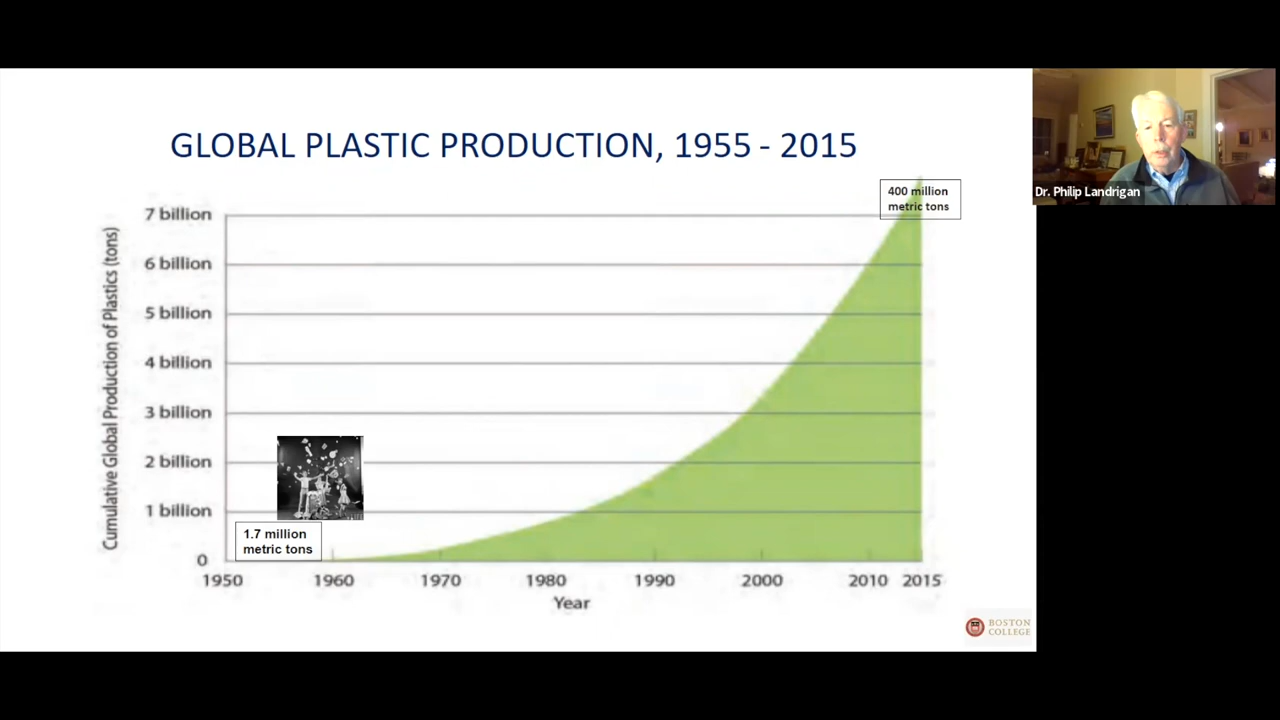 GLOBAL PLASTIC PRODUCTION, 1955 - 2015
Dr. Philip Landrigan
400 million
metric tons
Cumulative Global Production of Plastics (tons)
7 billion
6 billion
5 billion
4 billion
3 billion
2 billion
1 billion
0
1.7 million
metric tons
1950 1960 1970 1980 1990 2000 2010 2015
Year
BOSTON
COLLEGE